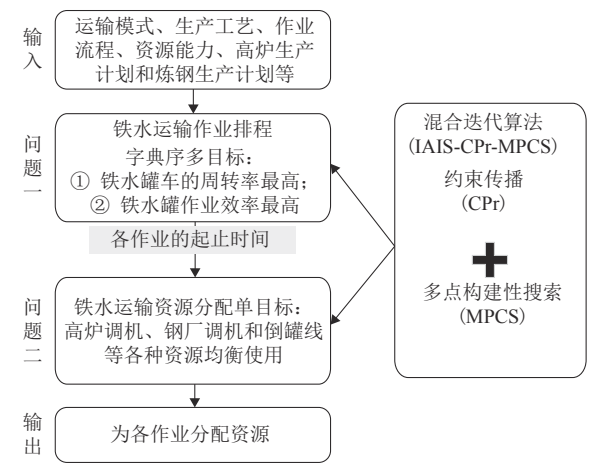 输入
运输模式、生产工艺、作业
流程、资源能力、高炉生产
计划和炼钢生产计划等
问题一
铁水运输作业排程
字典序多目标：
① 铁水罐车的周转率最高；
② 铁水罐作业效率最高
各作业的起止时间
问题二
铁水运输资源分配单目标：
高炉调机、钢厂调机和倒罐线
等各种资源均衡使用
输出
为各作业分配资源
混合迭代算法
(IAIS-CPr-MPCS)
约束传播
(CPr)
多点构建性搜索
(MPCS)